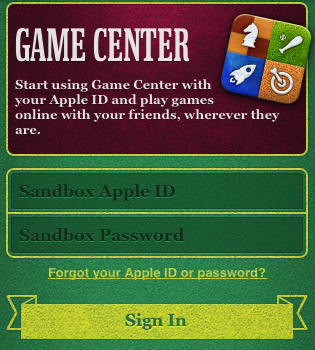 GAME CENTER
Start using Game Center with
your Apple ID and play games
online with your friends, wherever they
are.
Sandbox Apple ID
Sandbox Password
Forgot your Apple ID or password?
Sign In